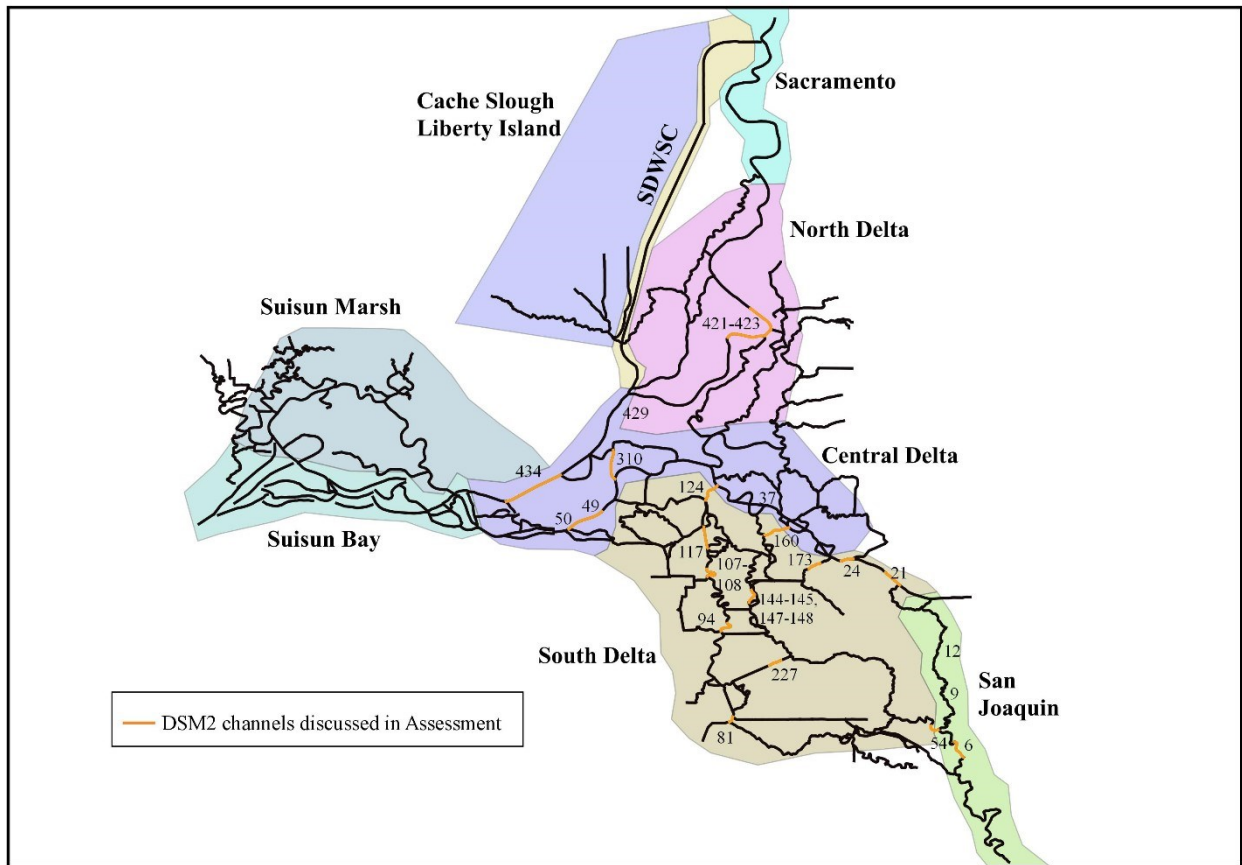 Sacramento
Cache Slough
Liberty Island
SDWSC
North Delta
Suisun Marsh
421-423
429
Central Delta
434
310
124
37
49
50
160
Suisun Bay
117
173
24
21
107-
108
144-145,
147-148
94
12
South Delta
227
San
Joaquin
9
DSM2 channels discussed in Assessment
81
54
6